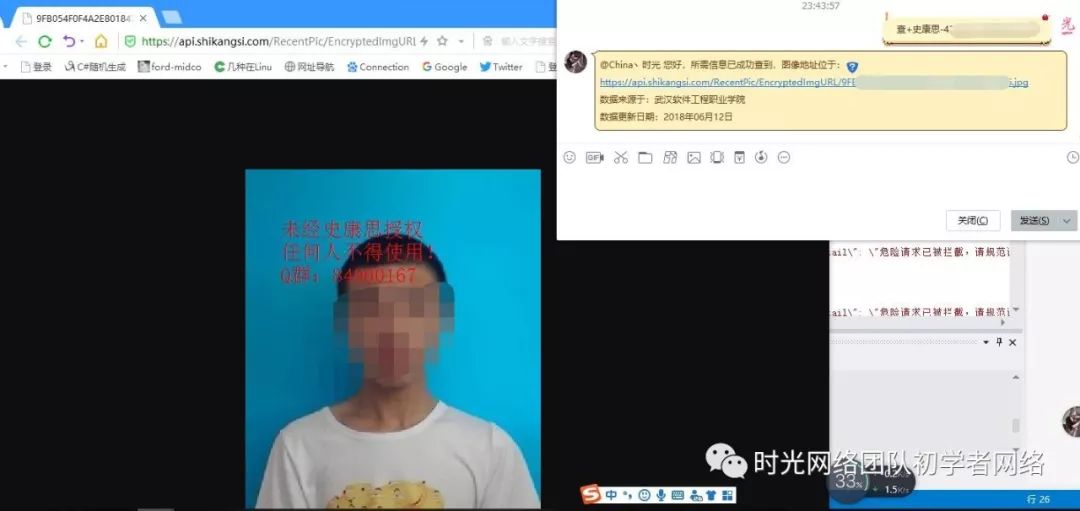 9FB054F0F4A2E80184
https://api.shikangsi.com/RecentPic/EncryptedImgURL
输入文字搜索
登录
C#随机生成
ford-midco
几种在Linu
网址导航
Connection
Google
Twitter
未经史康思授权
任何人不得使用!
Q群：84000167
23:43:57
查+史康思-4
@China丶时光 您好，所需信息已成功查到，图像地址位于：
https://api.shikangsi.com/RecentPic/EncryptedImgURL/9FE
.jpg
数据来源于：武汉软件工程职业学院
数据更新日期：2018年06月12日
GIF
关闭(C)
发送(S)
ail\": \"危险请求已被拦截，请规范
ail\": \"危险请求已被拦截，请规范
时光网络团队初学者网络
33%
1.5K/s
中
行 26